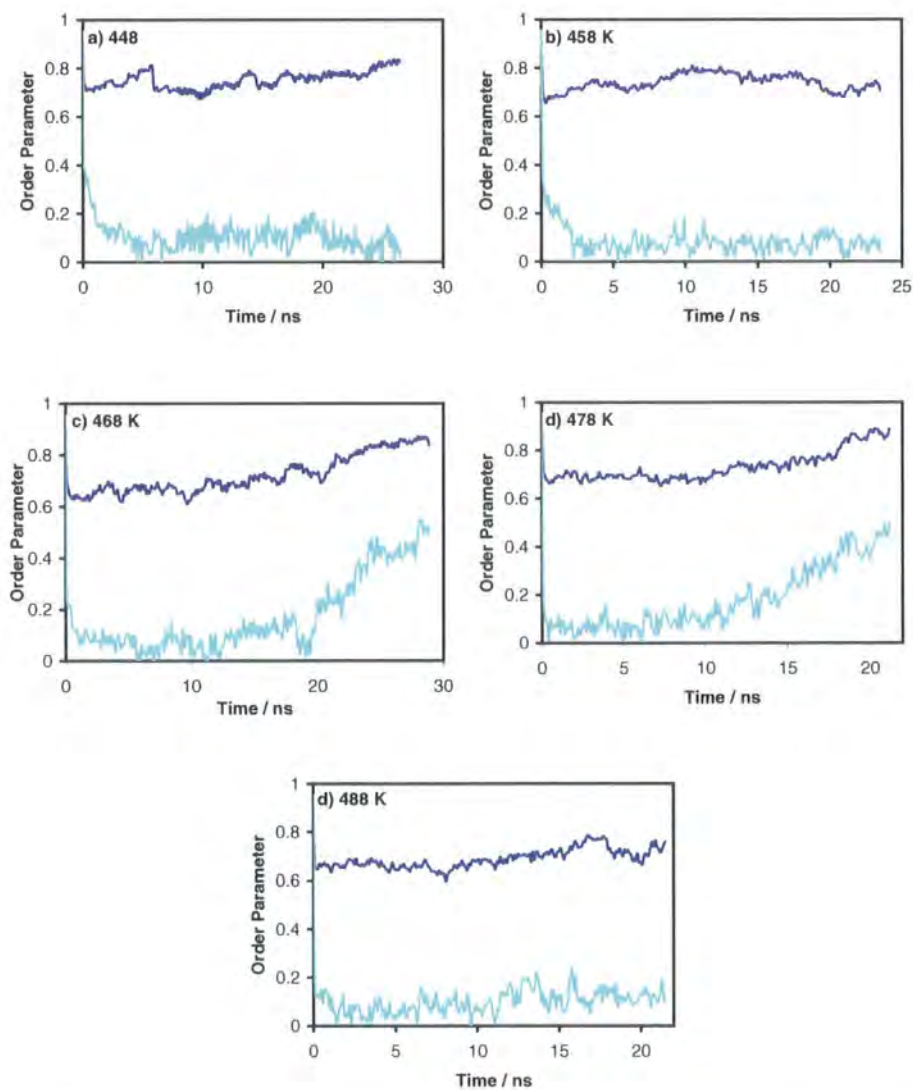 a) 448
1
0.8
0.6
0.4
0.2
0
Order Parameter
0 10 20 30
Time / ns
b) 458 K
1
0.8
0.6
0.4
0.2
0
Order Parameter
0 5 10 15 20 25
Time / ns
c) 468 K
1
0.8
0.6
0.4
0.2
0
Order Parameter
0 10 20 30
Time / ns
d) 478 K
1
0.8
0.6
0.4
0.2
0
Order Parameter
0 5 10 15 20
Time / ns
d) 488 K
1
0.8
0.6
0.4
0.2
0
Order Parameter
0 5 10 15 20
Time / ns